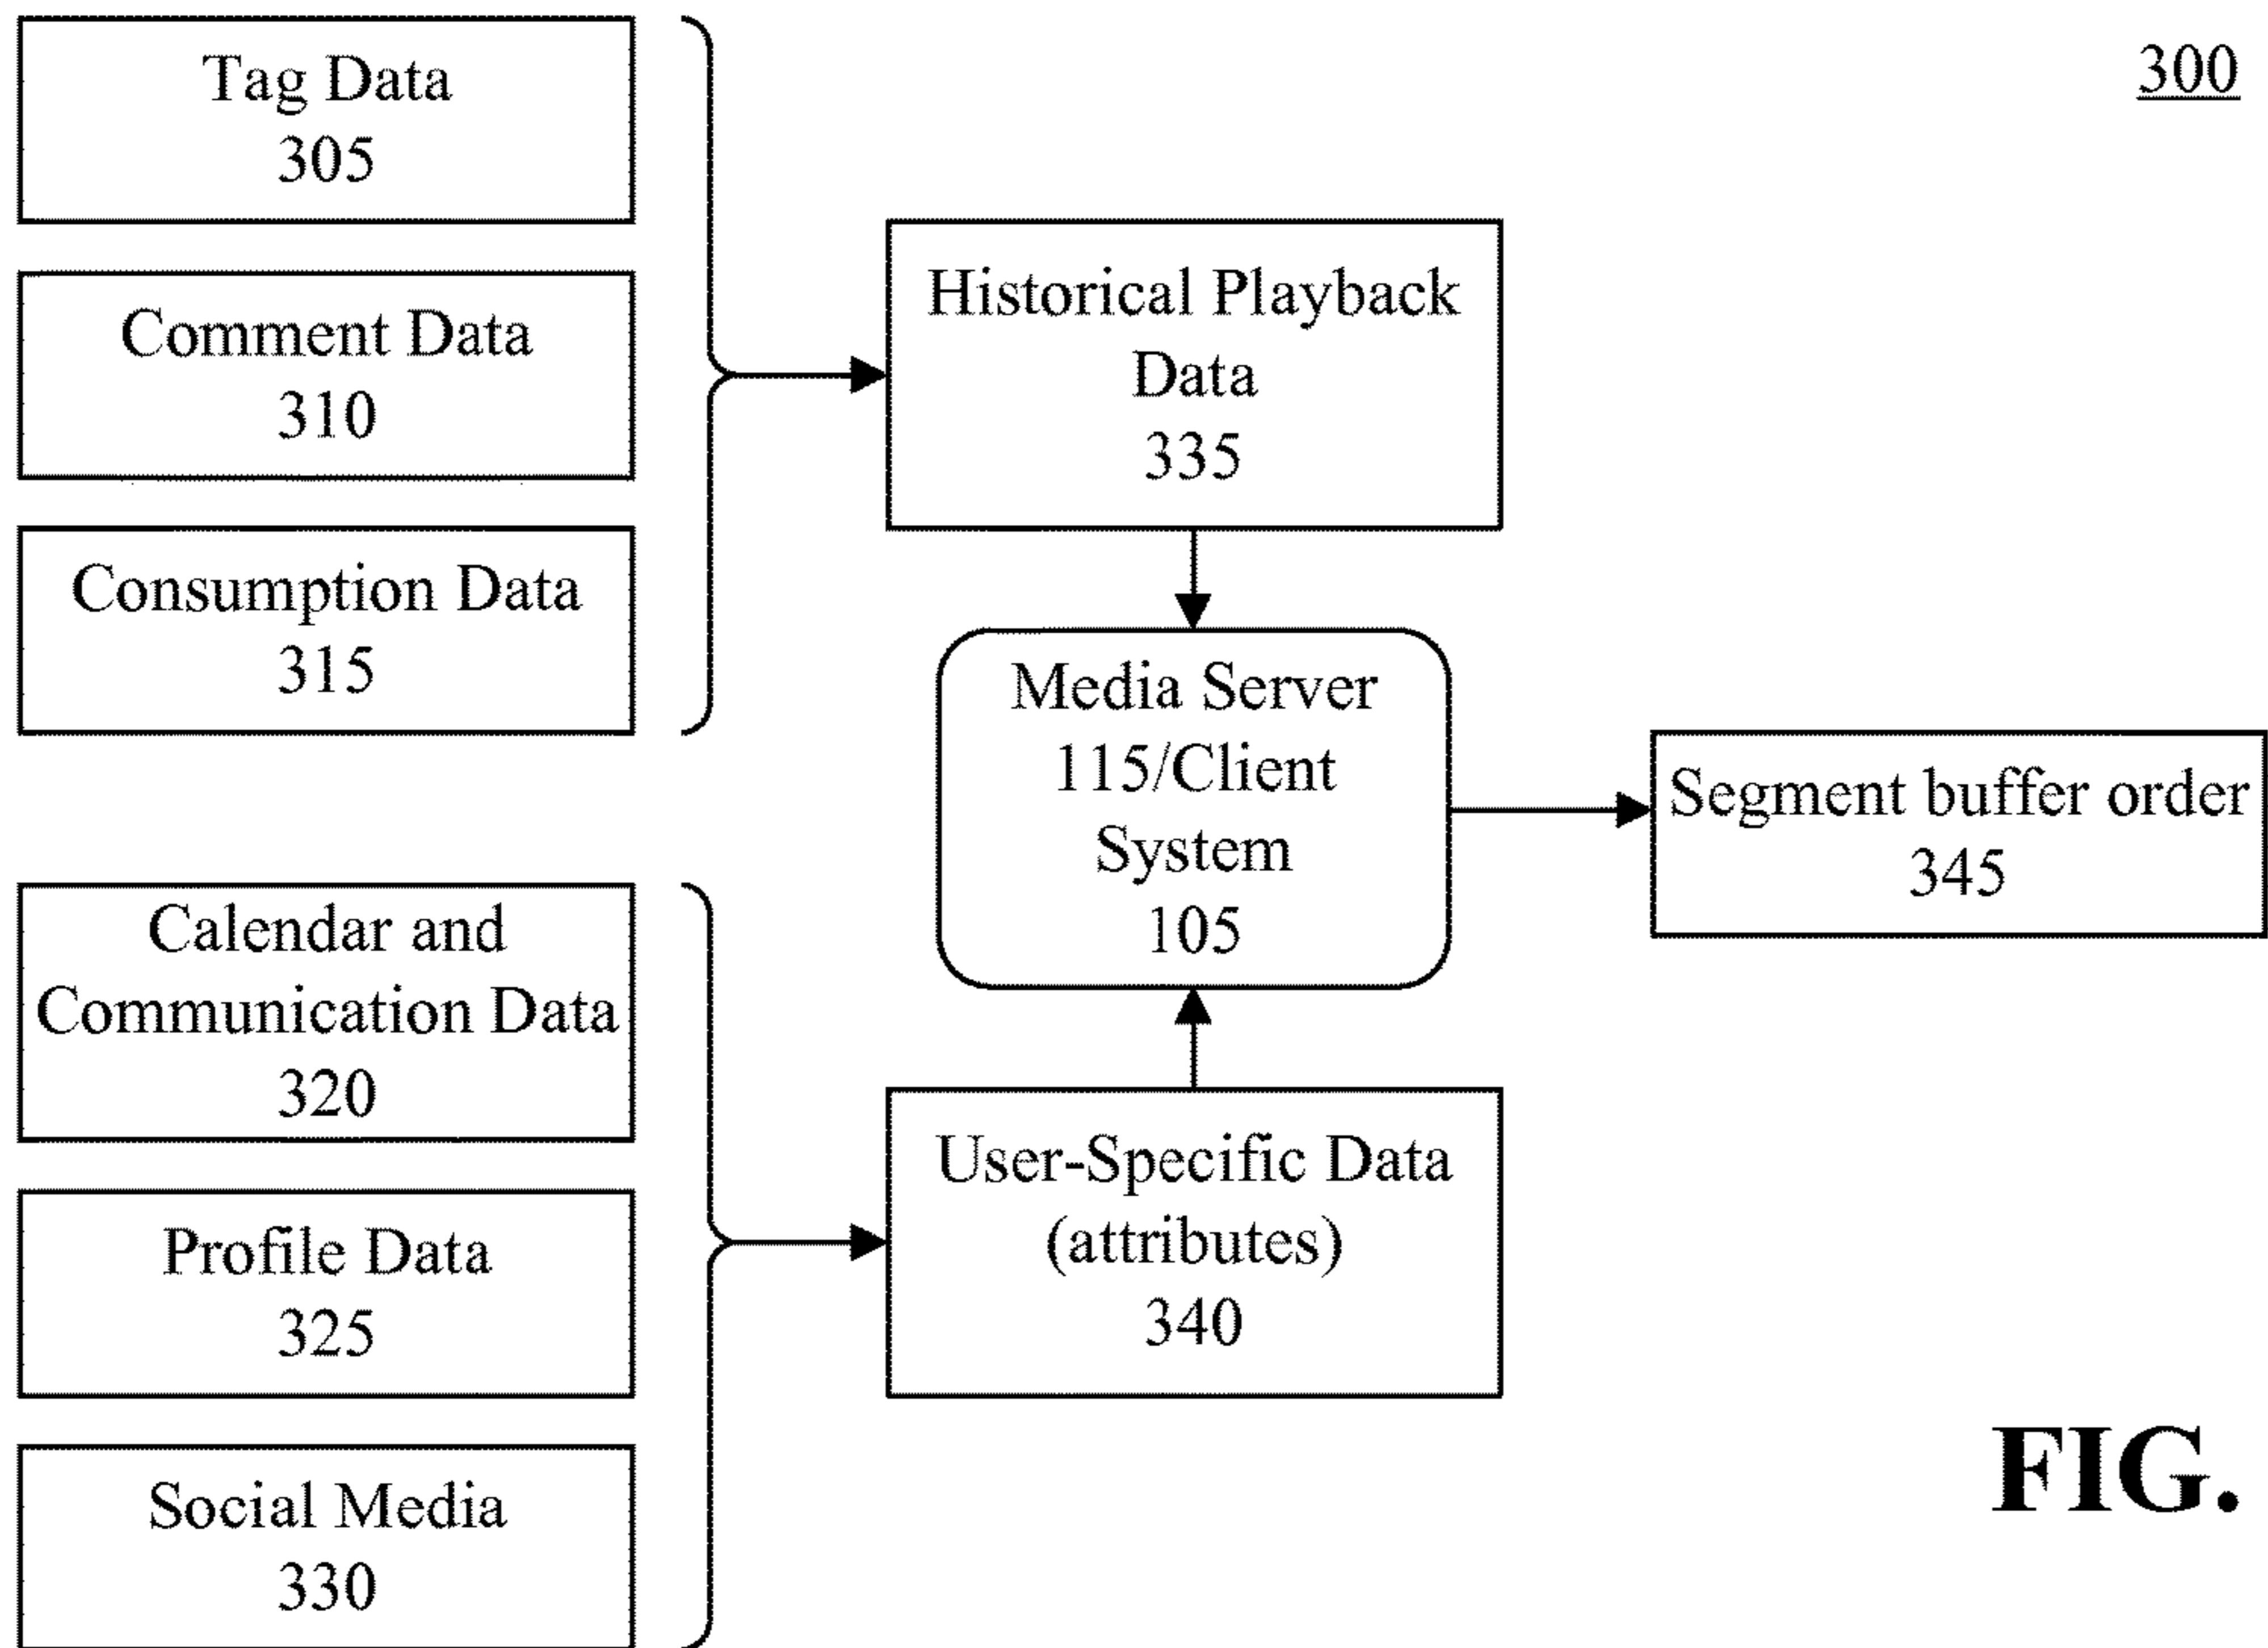 300
Tag Data
305
Comment Data
310
Consumption Data
315
Calendar and
Communication Data
320
Profile Data
325
Social Media
330
Historical Playback
Data
335
Media Server
115/Client
System
105
User-Specific Data
(attributes)
340
Segment buffer order
345
FIG.